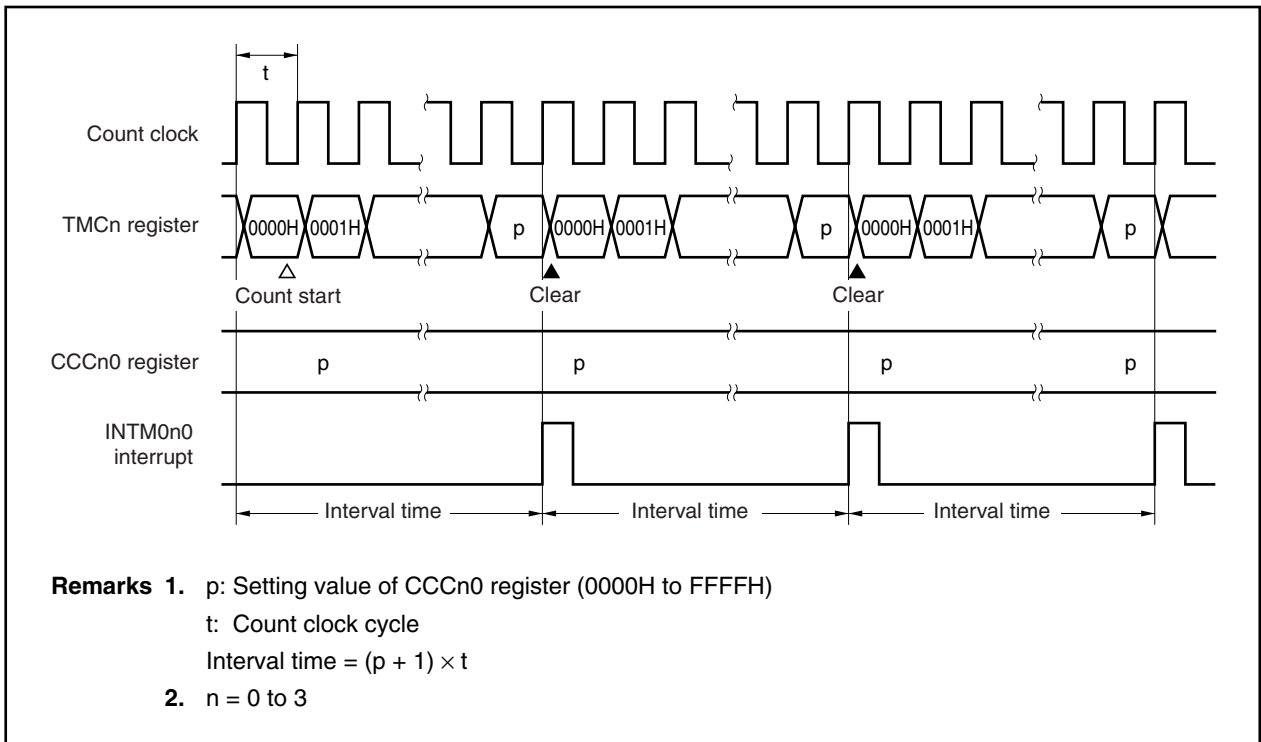 t
Count clock
TMCn register
0000H 0001H p 0000H 0001H p 0000H 0001H p
Count start Clear Clear
CCCn0 register
p p p p
INTM0n0
interrupt
Interval time Interval time Interval time
Remarks 1. p: Setting value of CCCn0 register (0000H to FFFFH)
t: Count clock cycle
Interval time = (p + 1) × t
2. n = 0 to 3